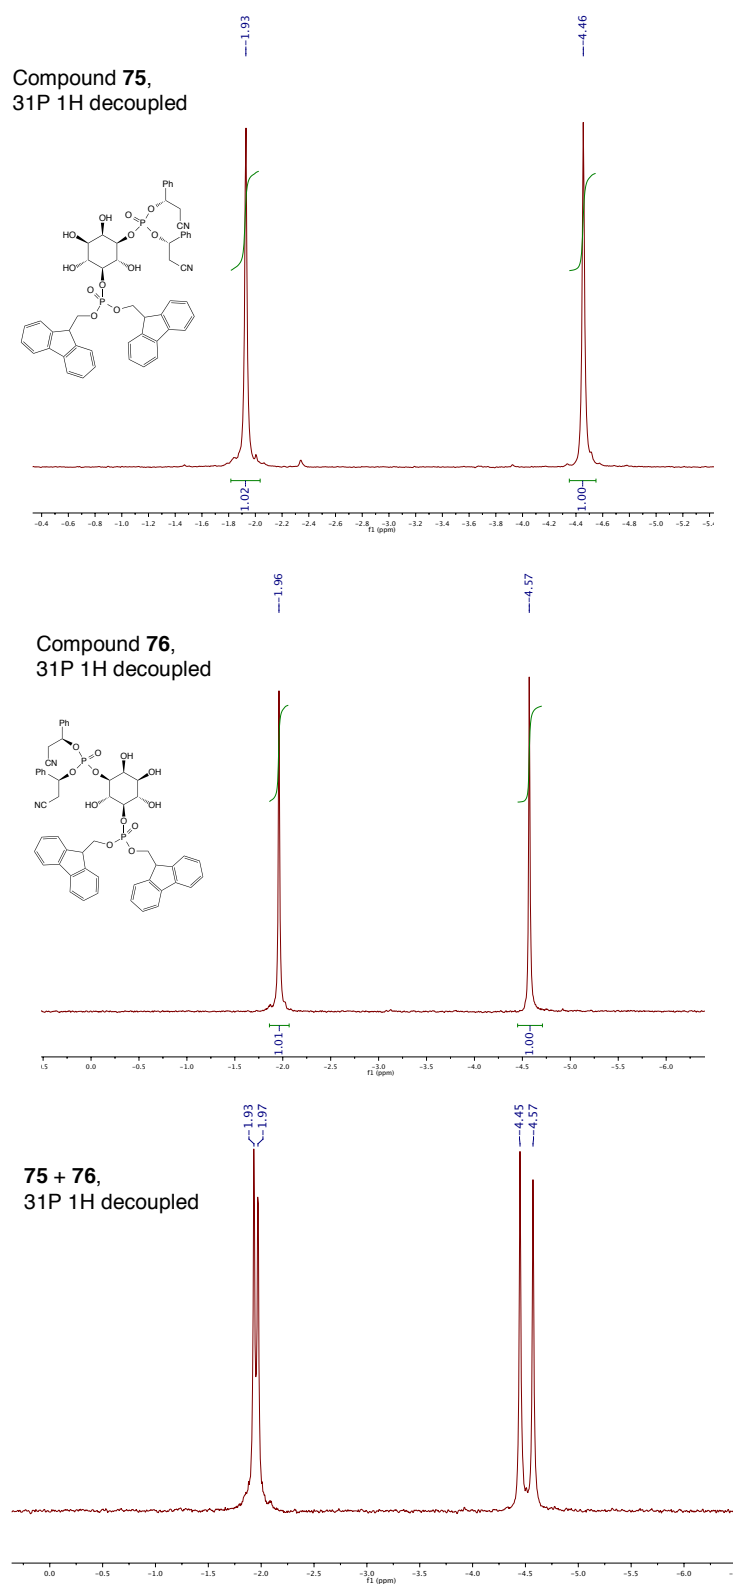 −1.93
−4.46
Compound 75,
31P 1H decoupled
Ph
O
O
P
CN
OH
O
O
Ph
HO
HO
OH
CN
O
O
P
O
O
1.02
1.00
−0.4 −0.6 −0.8 −1.0 −1.2 −1.4 −1.6 −1.8 −2.0 −2.2 −2.4 −2.6 −2.8 −3.0 −3.2 −3.4 −3.6 −3.8 −4.0 −4.2 −4.4 −4.6 −4.8 −5.0 −5.2 −5.4
f1 (ppm)
−1.96
−4.57
Compound 76,
31P 1H decoupled
Ph
O
O
P
OH
CN
Ph
O
O
OH
CN
HO
OH
O
O
P
O
O
1.01
1.00
.5 0.0 −0.5 −1.0 −1.5 −2.0 −2.5 −3.0 −3.5 −4.0 −4.5 −5.0 −5.5 −6.0
f1 (ppm)
−1.93
−1.97
−4.45
−4.57
75 + 76,
31P 1H decoupled
0.0 −0.5 −1.0 −1.5 −2.0 −2.5 −3.0 −3.5 −4.0 −4.5 −5.0 −5.5 −6.0
f1 (ppm)